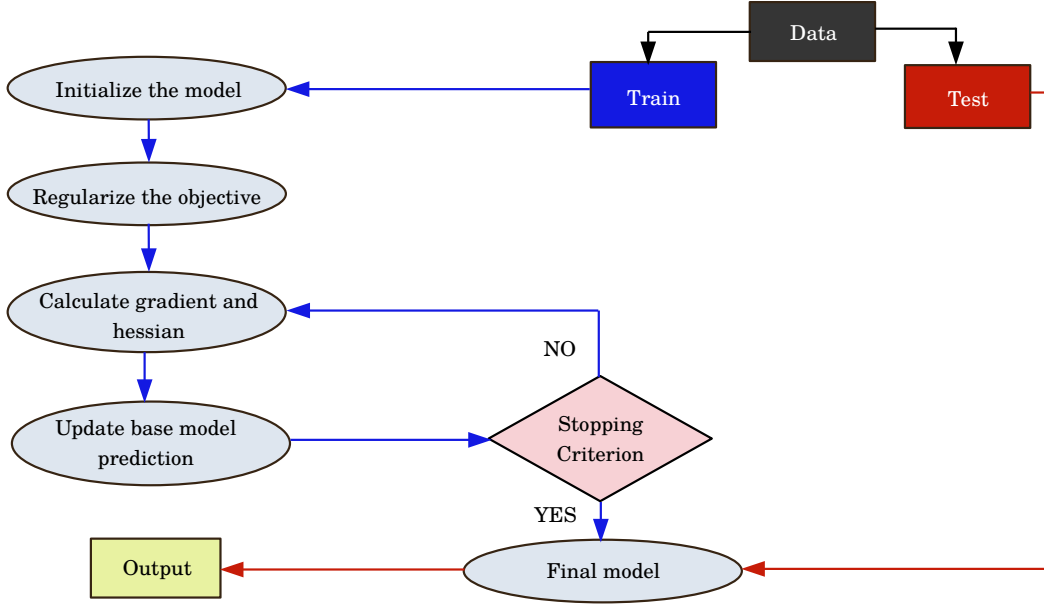 Data
Initialize the model
Train
Test
Regularize the objective
Calculate gradient and
hessian
NO
Update base model
prediction
Stopping
Criterion
YES
Output
Final model